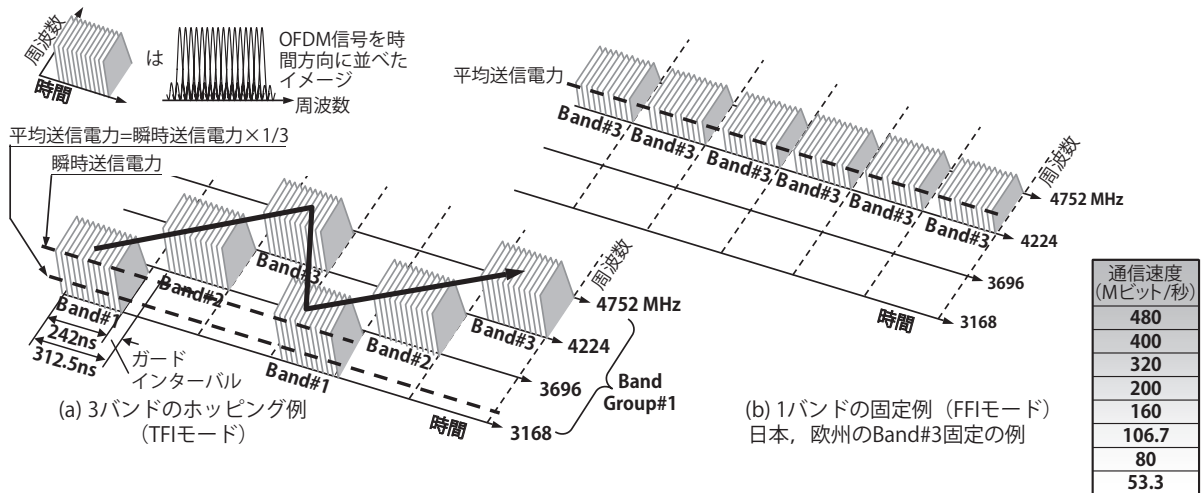 周波数
時間
は
OFDM信号を時
間方向に並べた
イメージ
周波数
平均送信電力=瞬時送信電力×1/3
瞬時送信電力
Band#1
Band#2
Band#3
Band#1
Band#2
Band#3
242ns
312.5ns
ガード
インターバル
周波数
4752 MHz
4224
3696
3168
時間
Band
Group#1
(a) 3バンドのホッピング例
(TFIモード)
平均送信電力
Band#3
Band#3
Band#3
Band#3
Band#3
Band#3
周波数
4752 MHz
4224
3696
3168
時間
(b) 1バンドの固定例（FFIモード）
日本，欧州のBand#3固定の例
通信速度
(Mビット/秒)
480
400
320
200
160
106.7
80
53.3